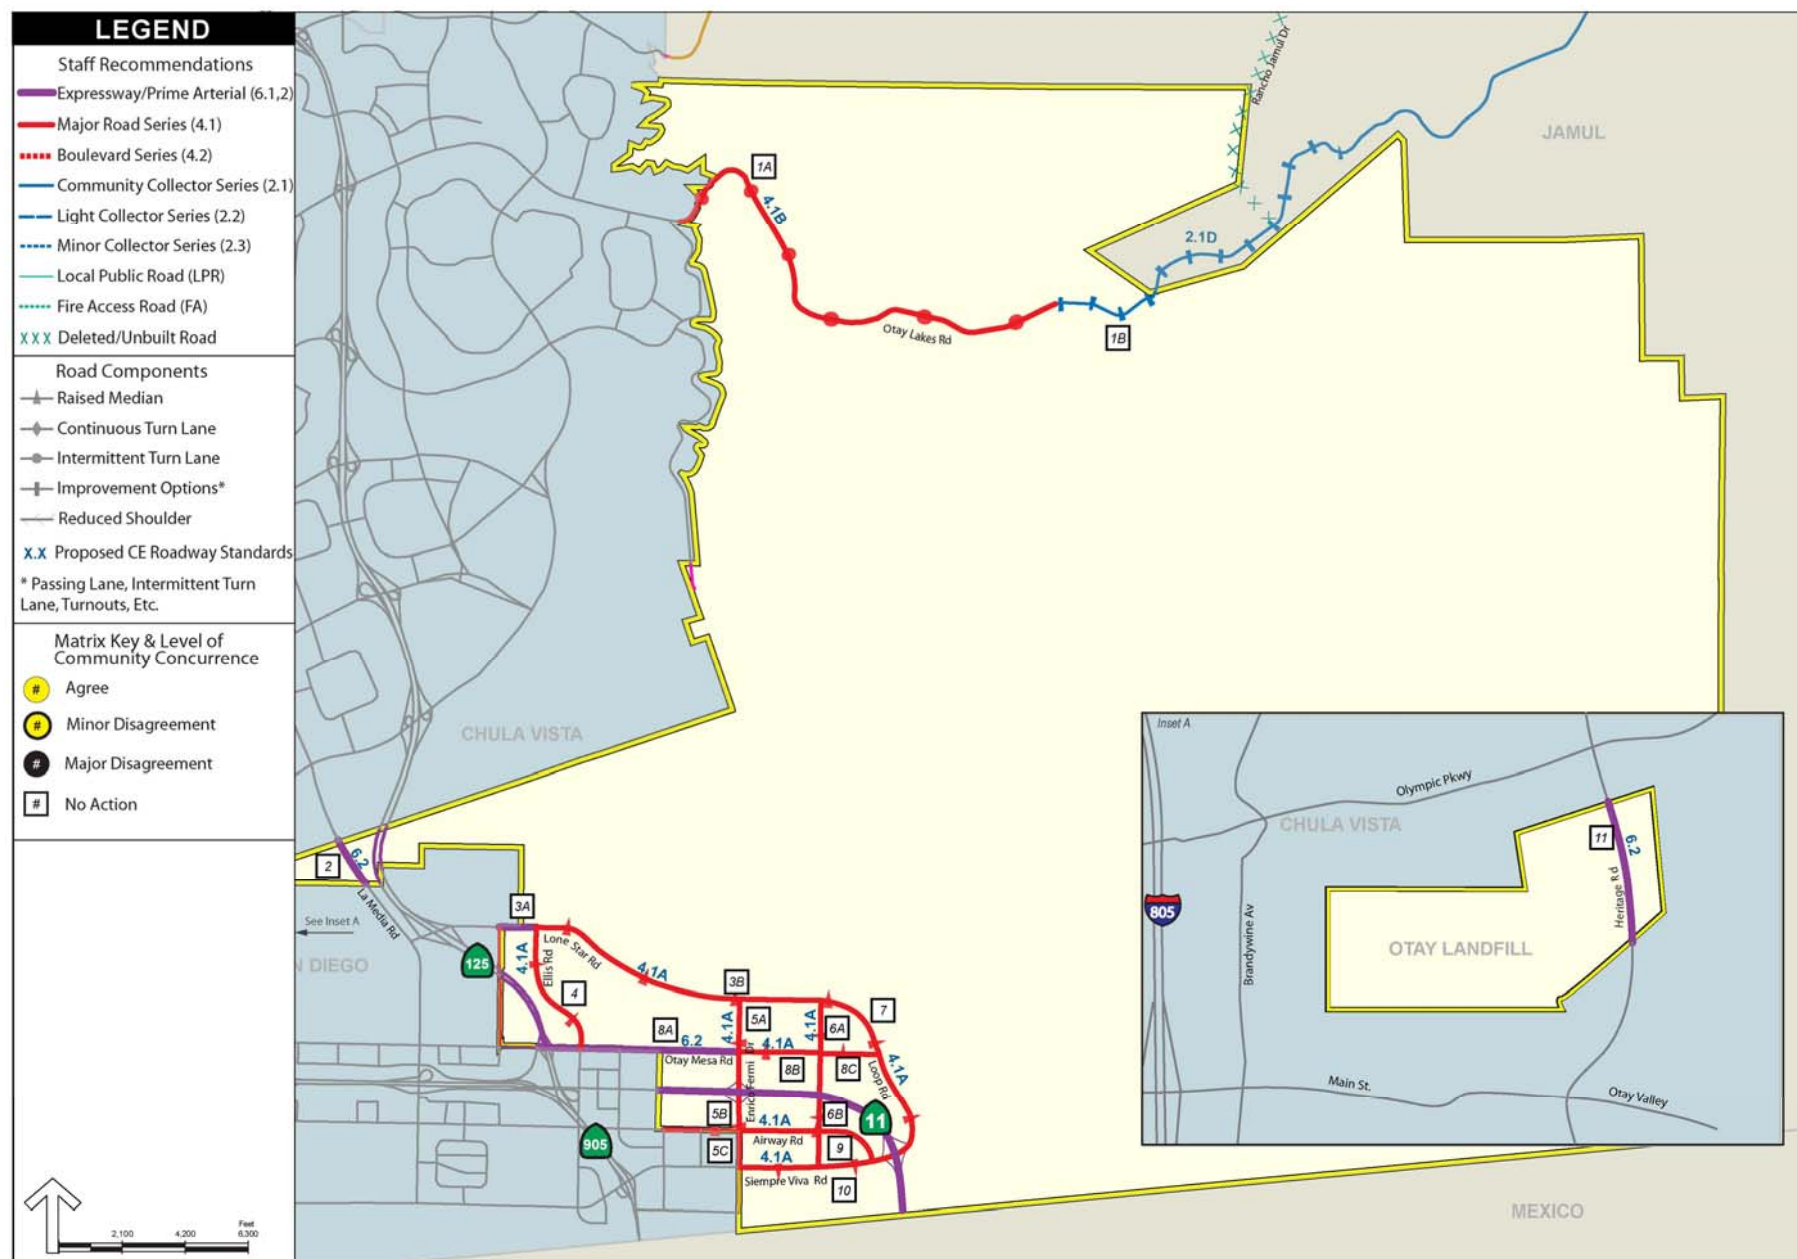 LEGEND
Staff Recommendations
Expressway/Prime Arterial (6.1,2)
Major Road Series (4.1)
Boulevard Series (4.2)
Community Collector Series (2.1)
Light Collector Series (2.2)
Minor Collector Series (2.3)
Local Public Road (LPR)
Fire Access Road (FA)
XXX Deleted/Unbuilt Road
Road Components
Raised Median
Continuous Turn Lane
Intermittent Turn Lane
Improvement Options*
Reduced Shoulder
X.X Proposed CE Roadway Standards
* Passing Lane, Intermittent Turn
Lane, Turnouts, Etc.
Matrix Key & Level of
Community Concurrence
# Agree
# Minor Disagreement
# Major Disagreement
# No Action
Feet
2,100 4,200 6,300
Rancho Jamul Dr
JAMUL
1A
4.1B
2.1D
Otay Lakes Rd
1B
CHULA VISTA
2
6.2
La Media Rd
See Inset A
N DIEGO
125
3A
Lone Star Rd
4.1A
Ellis Rd
4
4.1A
3B
7
8A
4.1A
5A
4.1A
6A
6.2
4.1A
Otay Mesa Rd
Enrico Fermi Dr
8B
8C
Loop Rd
4.1A
5B
4.1A
6B
11
905
5C
Airway Rd
9
4.1A
Siempre Viva Rd
10
MEXICO
Inset A
Olympic Pkwy
CHULA VISTA
11
6.2
Heritage Rd
805
Brandywine Av
OTAY LANDFILL
Main St.
Otay Valley